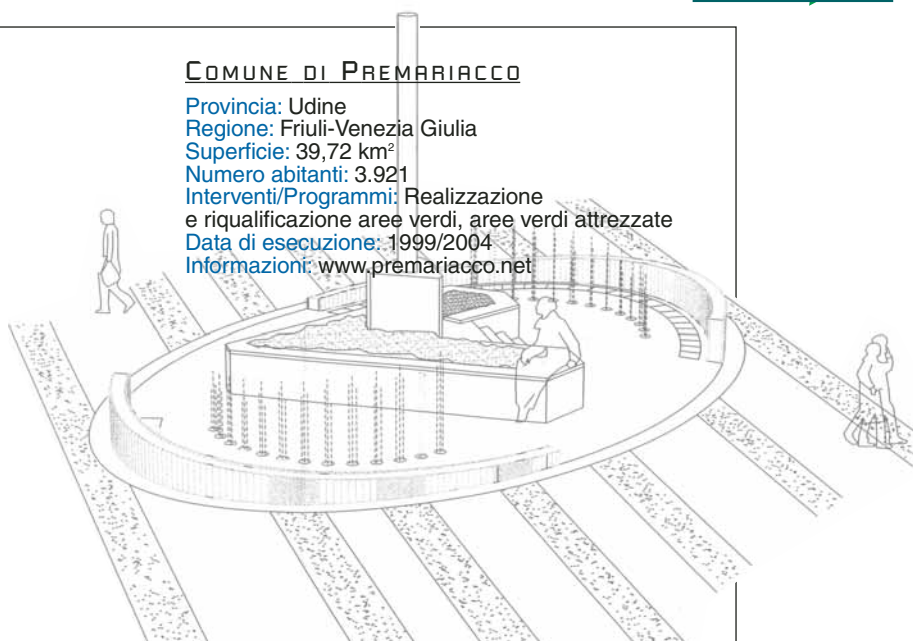 COMUNE DI PREMARIACCO
Provincia: Udine
Regione: Friuli-Venezia Giulia
Superficie: 39,72 km²
Numero abitanti: 3.921
Interventi/Programmi: Realizzazione
e riqualificazione aree verdi, aree verdi attrezzate
Data di esecuzione: 1999/2004
Informazioni: www.premariacco.net